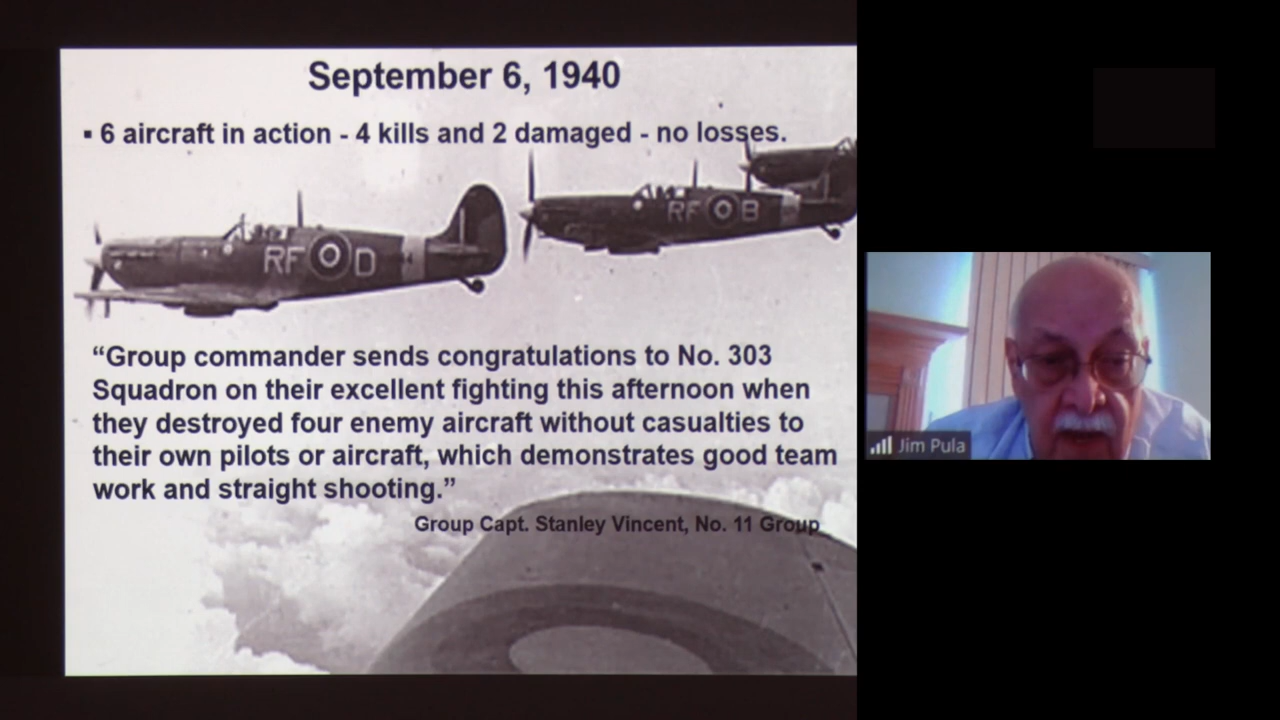 September 6, 1940
▪ 6 aircraft in action - 4 kills and 2 damaged - no losses.
RF D
RF B
“Group commander sends congratulations to No. 303
Squadron on their excellent fighting this afternoon when
they destroyed four enemy aircraft without casualties to
their own pilots or aircraft, which demonstrates good team
work and straight shooting.”
Group Capt. Stanley Vincent, No. 11 Group
Jim Pula